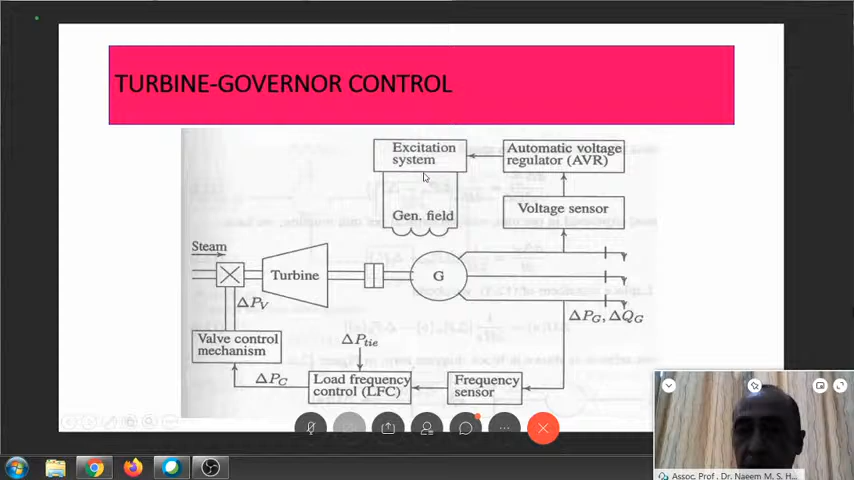 TURBINE-GOVERNOR CONTROL
Excitation
system
Automatic voltage
regulator (AVR)
Gen. field
Voltage sensor
Steam
Turbine
G
ΔP_V
ΔP_G, ΔQ_G
Valve control
mechanism
ΔP_tie
ΔP_C
Load frequency
control (LFC)
Frequency
sensor
Assoc. Prof . Dr. Naeem M. S. H...